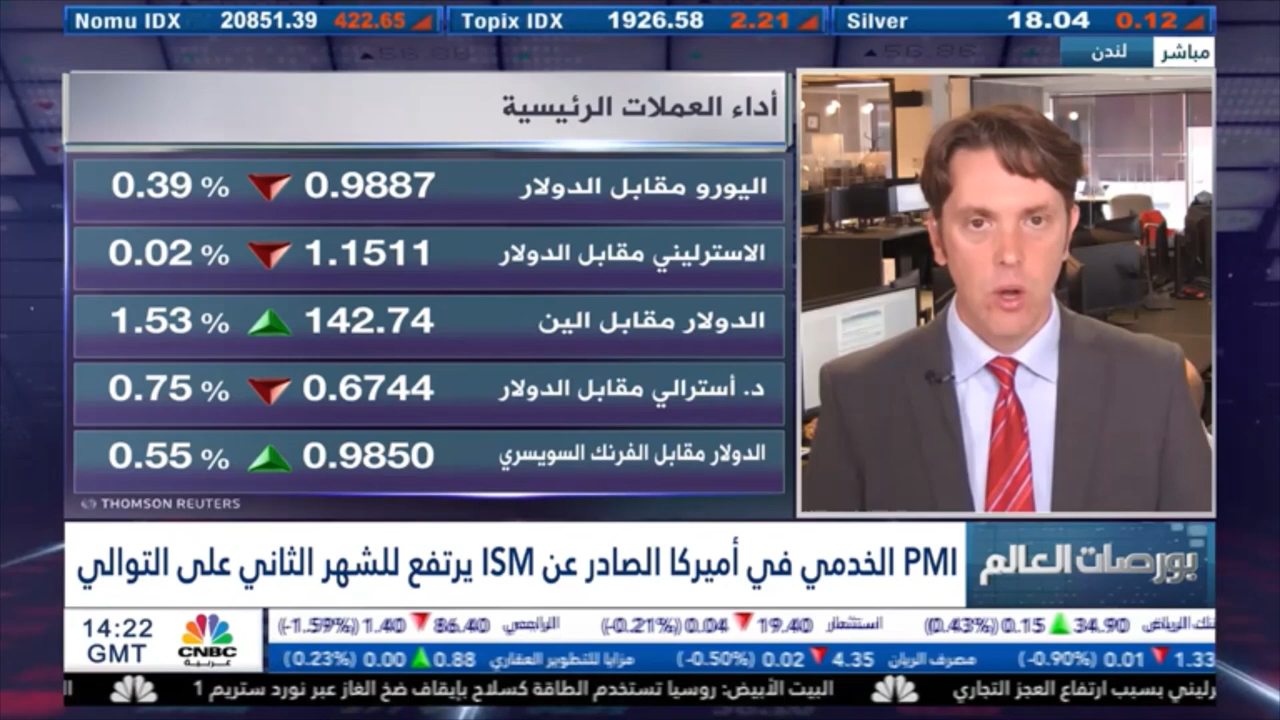 Nomu IDX 20851.39 422.65 Topix IDX 1926.58 2.21 Silver 18.04 0.12
مباشر لندن
أداء العملات الرئيسية
اليورو مقابل الدولار 0.9887 0.39 %
الاسترليني مقابل الدولار 1.1511 0.02 %
الدولار مقابل الين 142.74 1.53 %
د. أسترالي مقابل الدولار 0.6744 0.75 %
الدولار مقابل الفرنك السويسري 0.9850 0.55 %
THOMSON REUTERS
بورصات العالم
PMI الخدمي في أميركا الصادر عن ISM يرتفع للشهر الثاني على التوالي
14:22
GMT
CNBC
عربية
الرياض 34.90 0.15 (0.43%) استثمار 19.40 0.04 (-0.21%) الراجحي 86.40 1.40 (-1.59%)
1.33 0.01 (-0.90%) مصرف الريان 4.35 0.02 (-0.50%) مزايا للتطوير العقاري 0.88 0.00 (0.23%)
بسبب ارتفاع العجز التجاري البيت الأبيض: روسيا تستخدم الطاقة كسلاح بإيقاف ضخ الغاز عبر نورد ستريم 1